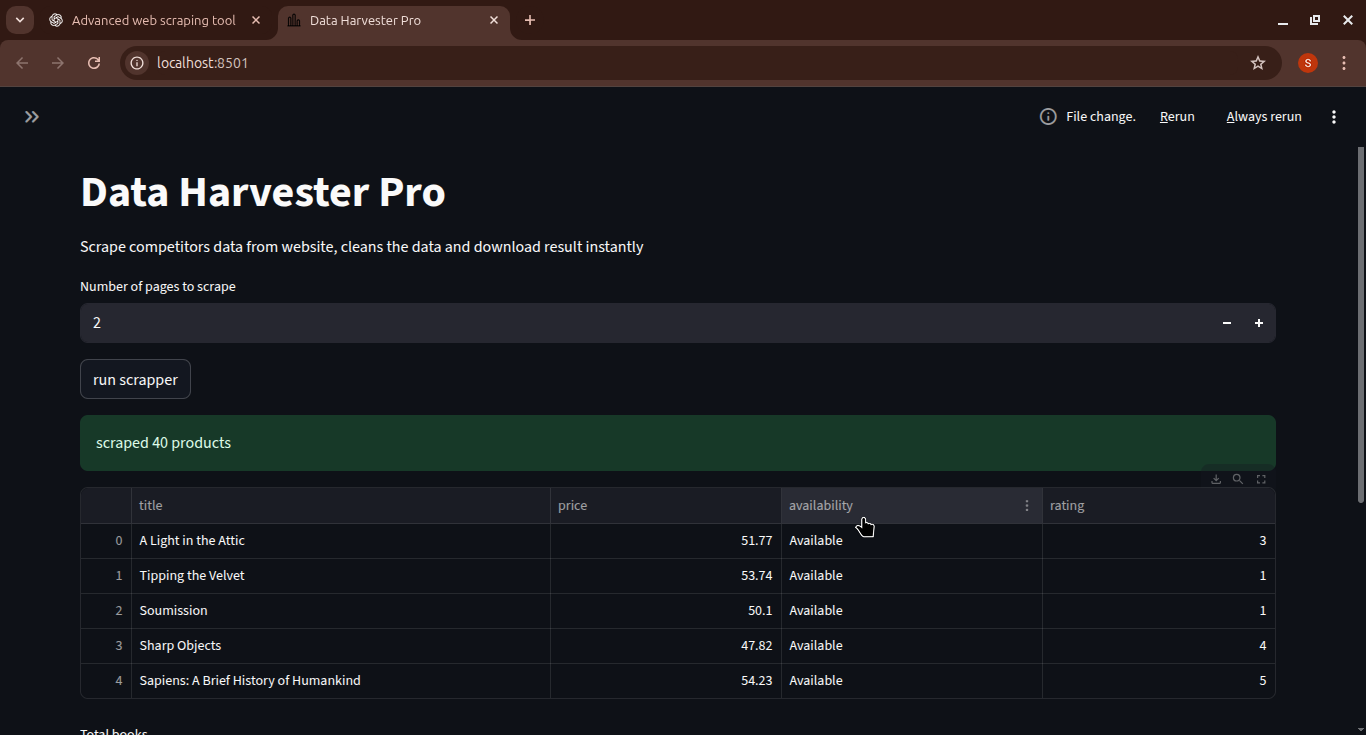 Advanced web scraping tool
Data Harvester Pro
localhost:8501
S
File change. Rerun Always rerun
Data Harvester Pro
Scrape competitors data from website, cleans the data and download result instantly
Number of pages to scrape
2
run scrapper
scraped 40 products
title price availability rating
0 A Light in the Attic 51.77 Available 3
1 Tipping the Velvet 53.74 Available 1
2 Soumission 50.1 Available 1
3 Sharp Objects 47.82 Available 4
4 Sapiens: A Brief History of Humankind 54.23 Available 5
Total books